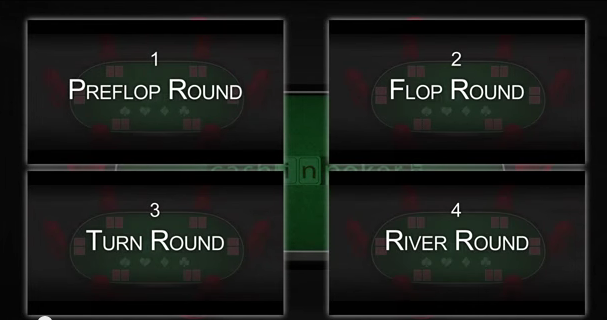 1
PREFLOP ROUND
2
FLOP ROUND
3
TURN ROUND
4
RIVER ROUND